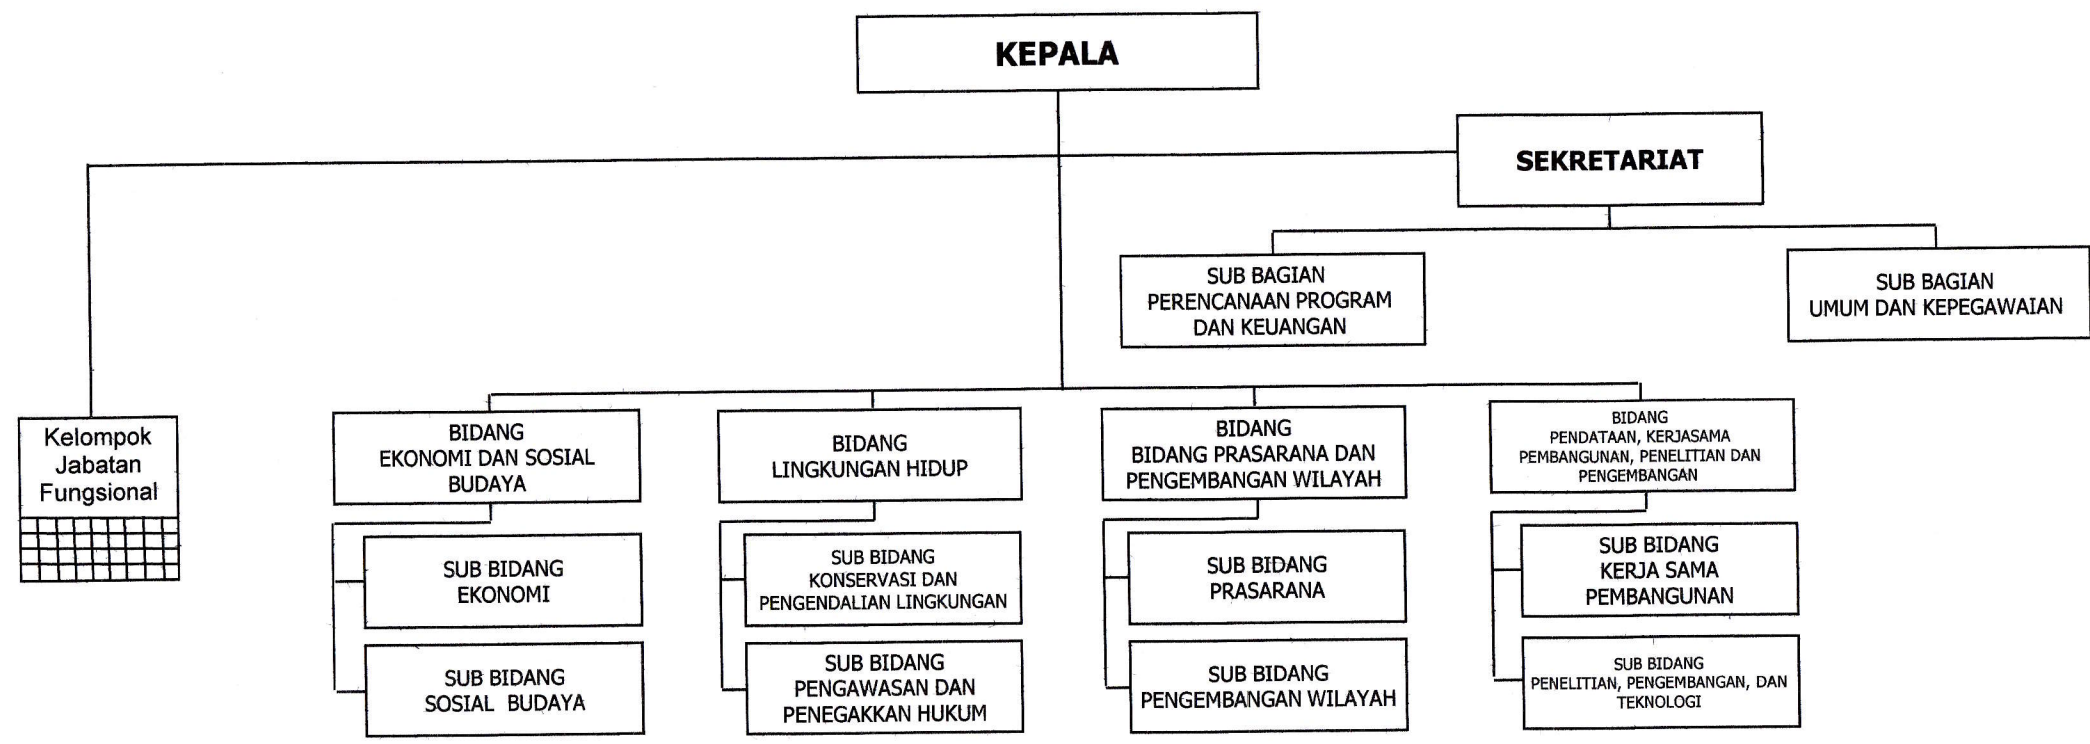 KEPALA
SEKRETARIAT
SUB BAGIAN
PERENCANAAN PROGRAM
DAN KEUANGAN
SUB BAGIAN
UMUM DAN KEPEGAWAIAN
Kelompok
Jabatan
Fungsional
BIDANG
EKONOMI DAN SOSIAL
BUDAYA
SUB BIDANG
EKONOMI
SUB BIDANG
SOSIAL BUDAYA
BIDANG
LINGKUNGAN HIDUP
SUB BIDANG
KONSERVASI DAN
PENGENDALIAN LINGKUNGAN
SUB BIDANG
PENGAWASAN DAN
PENEGAKKAN HUKUM
BIDANG
BIDANG PRASARANA DAN
PENGEMBANGAN WILAYAH
SUB BIDANG
PRASARANA
SUB BIDANG
PENGEMBANGAN WILAYAH
BIDANG
PENDATAAN, KERJASAMA
PEMBANGUNAN, PENELITIAN DAN
PENGEMBANGAN
SUB BIDANG
KERJA SAMA
PEMBANGUNAN
SUB BIDANG
PENELITIAN, PENGEMBANGAN, DAN
TEKNOLOGI